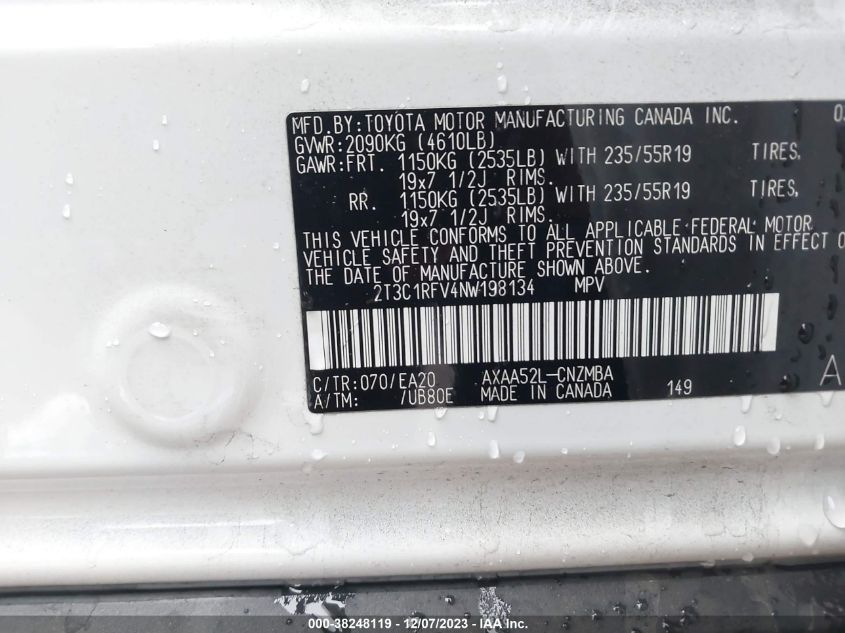 MFD.BY:TOYOTA MOTOR MANUFACTURING CANADA INC.
GVWR:2090KG (4610LB)
GAWR:FRT. 1150KG (2535LB) WITH 235/55R19 TIRES,
19x7 1/2J RIMS.
RR. 1150KG (2535LB) WITH 235/55R19 TIRES,
19x7 1/2J RIMS.
THIS VEHICLE CONFORMS TO ALL APPLICABLE FEDERAL MOTOR
VEHICLE SAFETY AND THEFT PREVENTION STANDARDS IN EFFECT O
THE DATE OF MANUFACTURE SHOWN ABOVE.
2T3C1RFV4NW198134 MPV
C/TR:070/EA20 AXAA52L-CNZMBA A
A/TM: /UB80E MADE IN CANADA 149
000-38248119 - 12/07/2023 - IAA Inc.